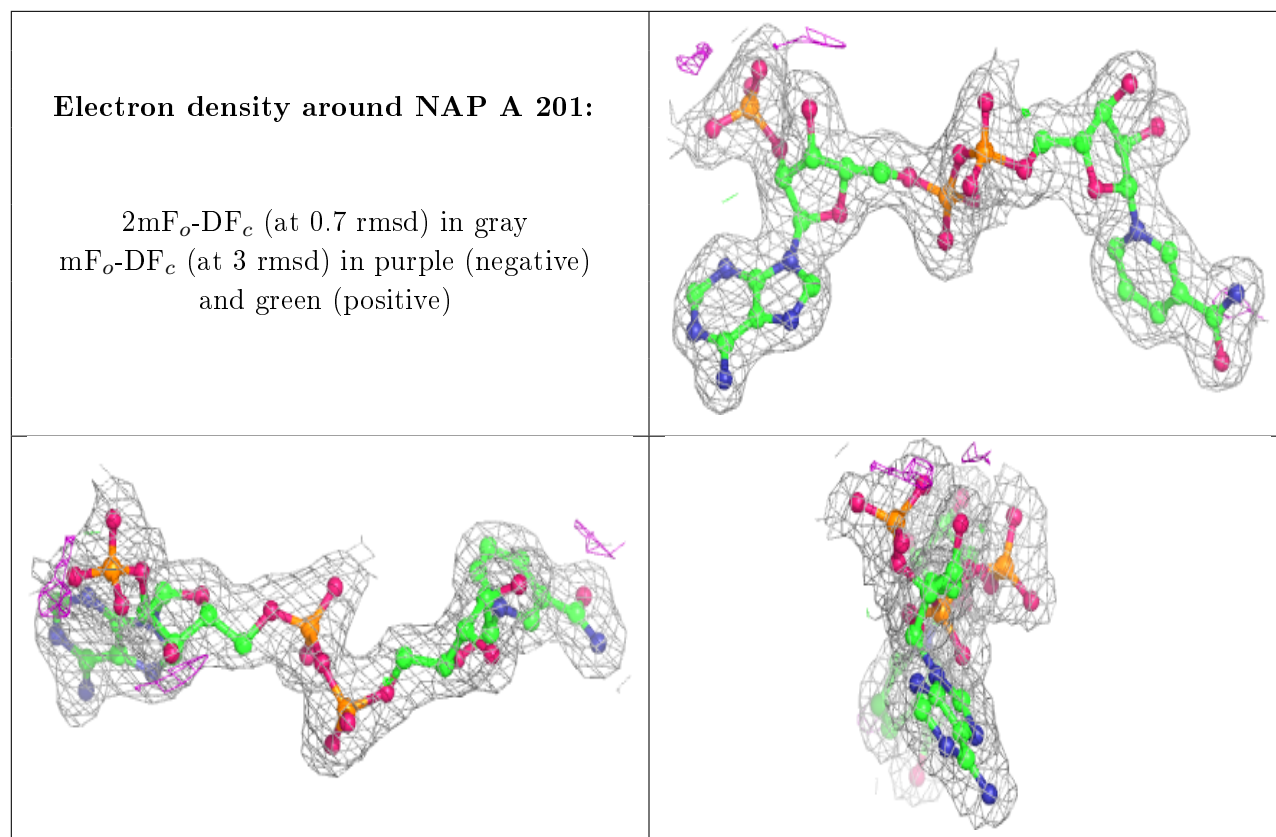 Electron density around NAP A 201:
2mFo-DFc (at 0.7 rmsd) in gray
mFo-DFc (at 3 rmsd) in purple (negative)
and green (positive)